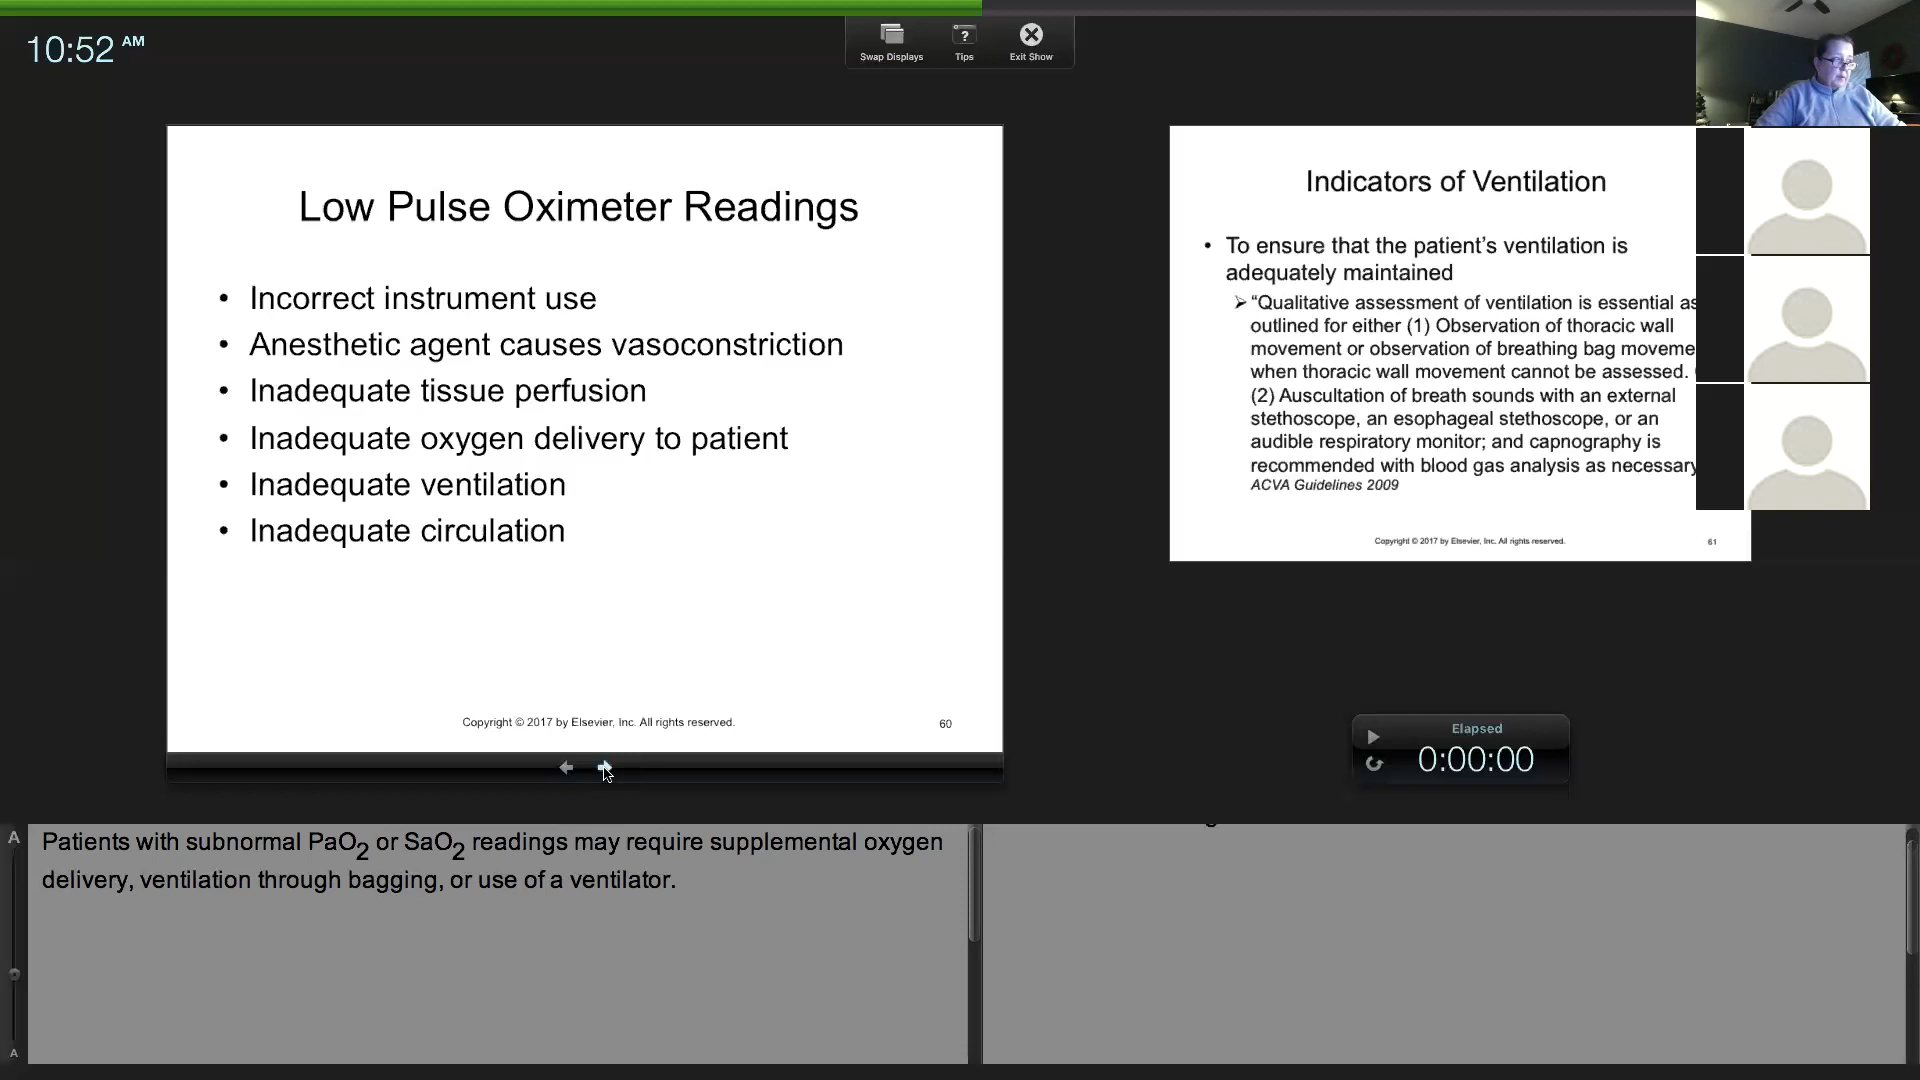 10:52 AM
Swap Displays
Tips
Exit Show
Low Pulse Oximeter Readings
• Incorrect instrument use
• Anesthetic agent causes vasoconstriction
• Inadequate tissue perfusion
• Inadequate oxygen delivery to patient
• Inadequate ventilation
• Inadequate circulation
Copyright © 2017 by Elsevier, Inc. All rights reserved.
60
Indicators of Ventilation
• To ensure that the patient's ventilation is
adequately maintained
➢ “Qualitative assessment of ventilation is essential as
outlined for either (1) Observation of thoracic wall
movement or observation of breathing bag moveme
when thoracic wall movement cannot be assessed.
(2) Auscultation of breath sounds with an external
stethoscope, an esophageal stethoscope, or an
audible respiratory monitor; and capnography is
recommended with blood gas analysis as necessary
ACVA Guidelines 2009
Copyright © 2017 by Elsevier, Inc. All rights reserved.
61
Elapsed
0:00:00
A
Patients with subnormal PaO2 or SaO2 readings may require supplemental oxygen
delivery, ventilation through bagging, or use of a ventilator.
A